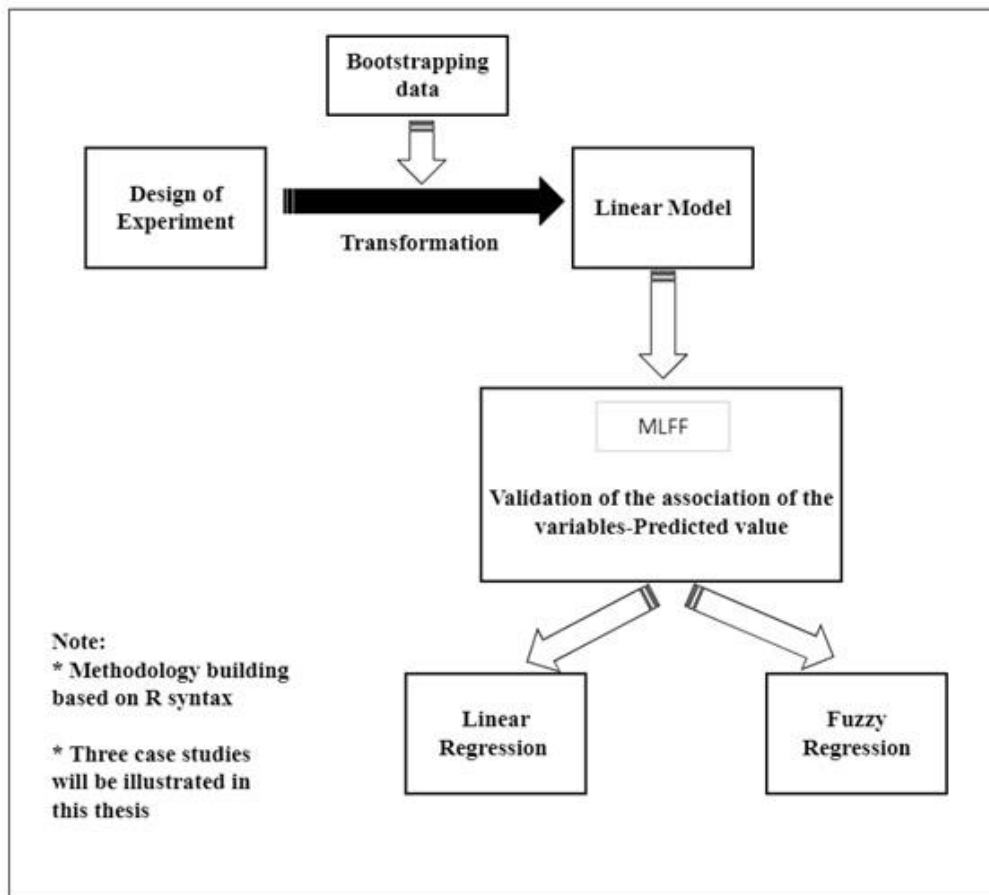 Bootstrapping
data
Design of
Experiment
Transformation
Linear Model
MLFF
Validation of the association of the
variables-Predicted value
Note:
* Methodology building
based on R syntax
* Three case studies
will be illustrated in
this thesis
Linear
Regression
Fuzzy
Regression